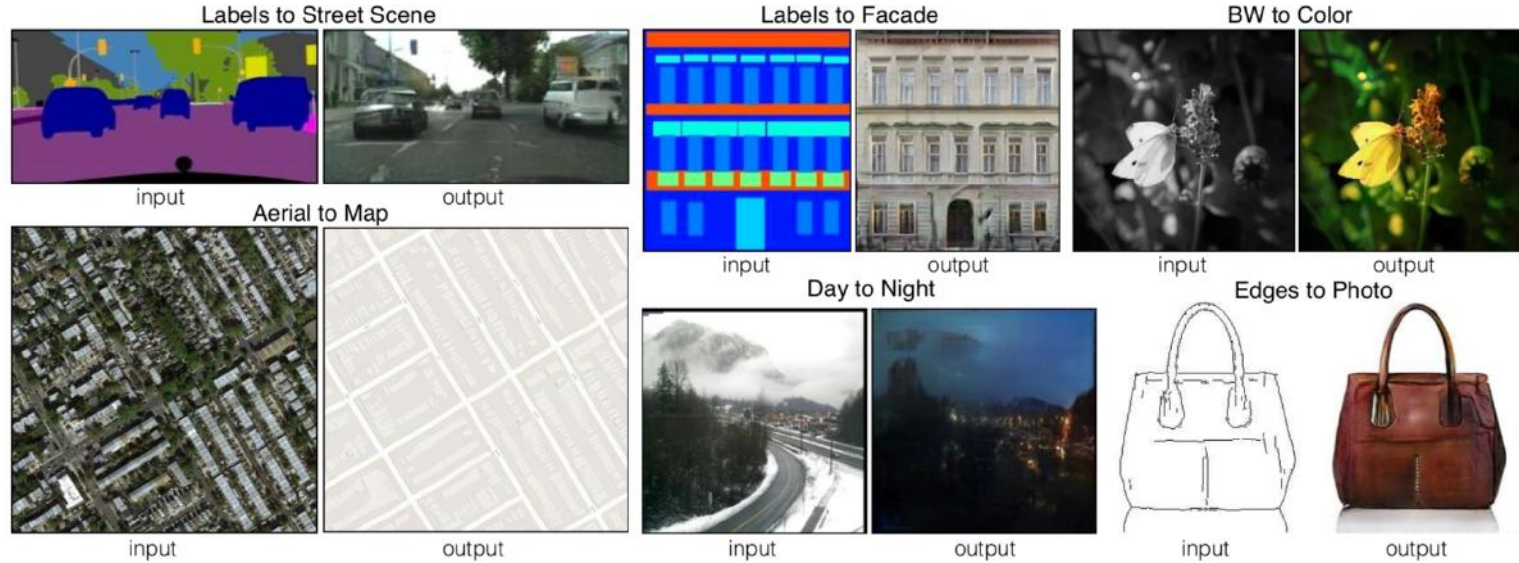 Labels to Street Scene
input
output
Aerial to Map
input
output
Labels to Facade
input
output
BW to Color
input
output
Day to Night
input
output
Edges to Photo
input
output